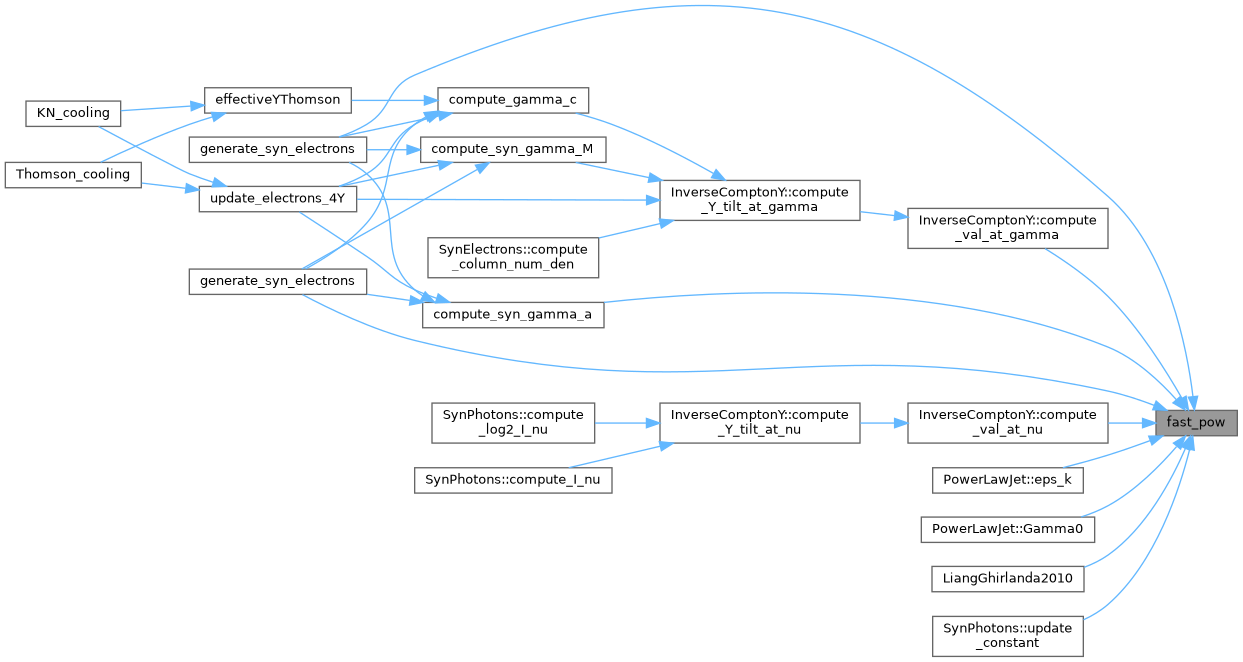 KN_cooling
Thomson_cooling
effectiveYThomson
generate_syn_electrons
update_electrons_4Y
generate_syn_electrons
compute_gamma_c
compute_syn_gamma_M
SynElectrons::compute
_column_num_den
compute_syn_gamma_a
SynPhotons::compute
_log2_I_nu
SynPhotons::compute_I_nu
InverseComptonY::compute
_Y_tilt_at_gamma
InverseComptonY::compute
_Y_tilt_at_nu
InverseComptonY::compute
_val_at_gamma
InverseComptonY::compute
_val_at_nu
PowerLawJet::eps_k
PowerLawJet::Gamma0
LiangGhirlanda2010
SynPhotons::update
_constant
fast_pow